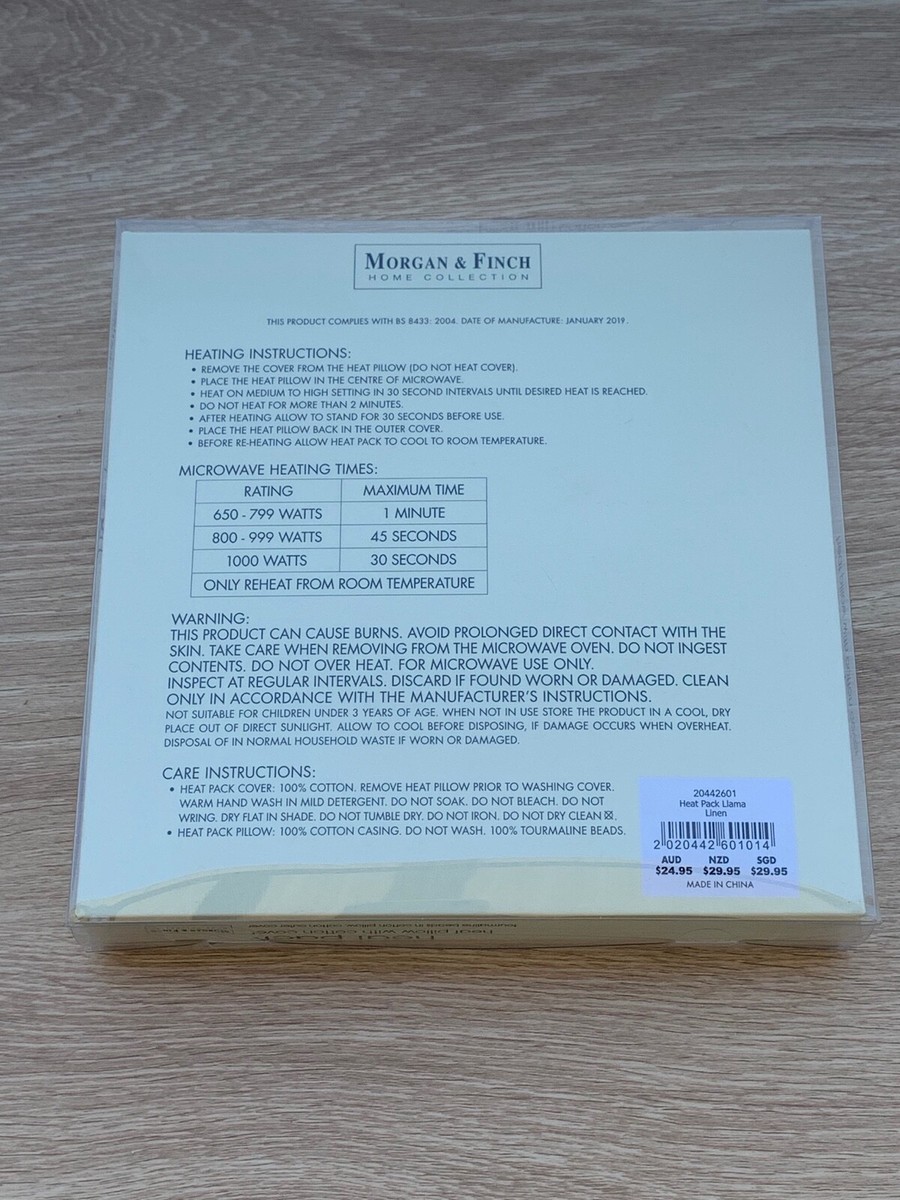 MORGAN & FINCH
HOME COLLECTION
THIS PRODUCT COMPLIES WITH BS 8433: 2004. DATE OF MANUFACTURE: JANUARY 2019.
HEATING INSTRUCTIONS:
• REMOVE THE COVER FROM THE HEAT PILLOW (DO NOT HEAT COVER).
• PLACE THE HEAT PILLOW IN THE CENTRE OF MICROWAVE.
• HEAT ON MEDIUM TO HIGH SETTING IN 30 SECOND INTERVALS UNTIL DESIRED HEAT IS REACHED.
• DO NOT HEAT FOR MORE THAN 2 MINUTES.
• AFTER HEATING ALLOW TO STAND FOR 30 SECONDS BEFORE USE.
• PLACE THE HEAT PILLOW BACK IN THE OUTER COVER.
• BEFORE RE-HEATING ALLOW HEAT PACK TO COOL TO ROOM TEMPERATURE.
MICROWAVE HEATING TIMES:
RATING MAXIMUM TIME
650 - 799 WATTS 1 MINUTE
800 - 999 WATTS 45 SECONDS
1000 WATTS 30 SECONDS
ONLY REHEAT FROM ROOM TEMPERATURE
WARNING:
THIS PRODUCT CAN CAUSE BURNS. AVOID PROLONGED DIRECT CONTACT WITH THE
SKIN. TAKE CARE WHEN REMOVING FROM THE MICROWAVE OVEN. DO NOT INGEST
CONTENTS. DO NOT OVER HEAT. FOR MICROWAVE USE ONLY.
INSPECT AT REGULAR INTERVALS. DISCARD IF FOUND WORN OR DAMAGED. CLEAN
ONLY IN ACCORDANCE WITH THE MANUFACTURER'S INSTRUCTIONS.
NOT SUITABLE FOR CHILDREN UNDER 3 YEARS OF AGE. WHEN NOT IN USE STORE THE PRODUCT IN A COOL, DRY
PLACE OUT OF DIRECT SUNLIGHT. ALLOW TO COOL BEFORE DISPOSING, IF DAMAGE OCCURS WHEN OVERHEAT.
DISPOSAL OF IN NORMAL HOUSEHOLD WASTE IF WORN OR DAMAGED.
CARE INSTRUCTIONS:
• HEAT PACK COVER: 100% COTTON. REMOVE HEAT PILLOW PRIOR TO WASHING COVER.
WARM HAND WASH IN MILD DETERGENT. DO NOT SOAK. DO NOT BLEACH. DO NOT
WRING. DRY FLAT IN SHADE. DO NOT TUMBLE DRY. DO NOT IRON. DO NOT DRY CLEAN ☒.
• HEAT PACK PILLOW: 100% COTTON CASING. DO NOT WASH. 100% TOURMALINE BEADS.
20442601
Heat Pack Llama
Linen
2 020442 601014
AUD NZD SGD
$24.95 $29.95 $29.95
MADE IN CHINA
heat pack
heat pillow with cotton cover